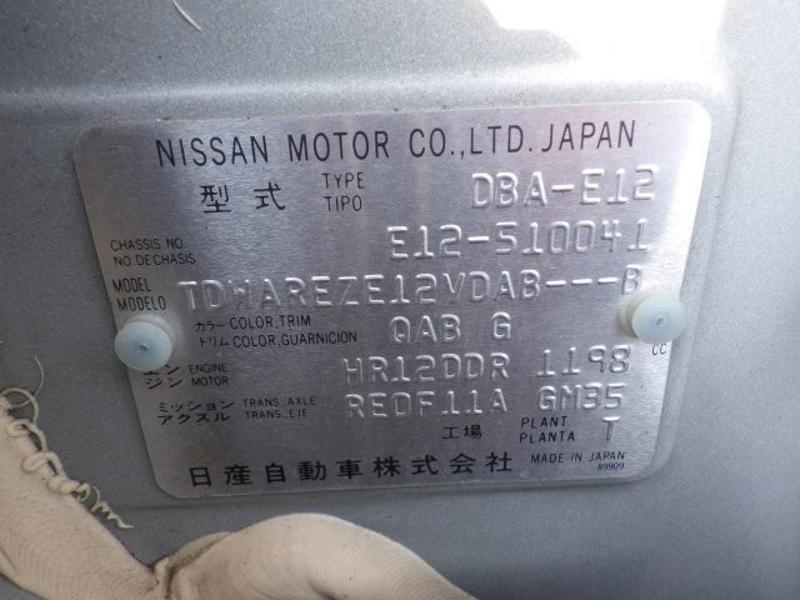 NISSAN MOTOR CO.,LTD. JAPAN
型式 TYPE TIPO DBA-E12
CHASSIS NO. NO. DE CHASIS E12-510041
MODEL MODELO TDWAREZE12VDAB---B
カラー COLOR,TRIM トリム COLOR,GUARNICION QAB G
エンジン ENGINE MOTOR HR12DDR 1198 CC
ミッション TRANS.,AXLE アクスル TRANS.,EJE REOF11A GM35
工場 PLANT PLANTA T
日産自動車株式会社 MADE IN JAPAN
89909